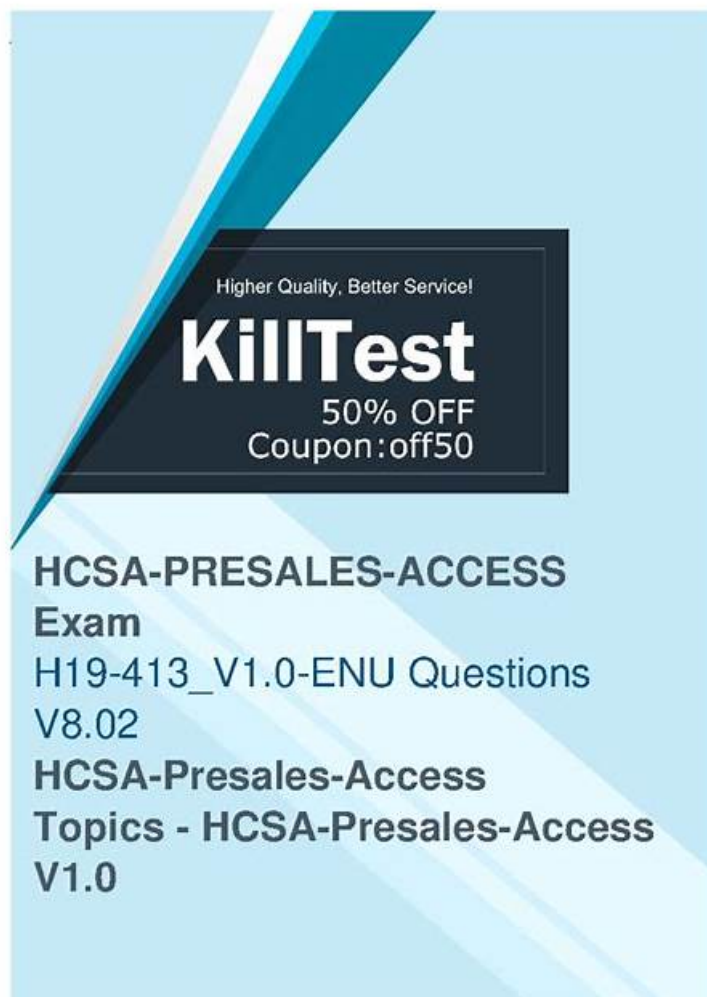 Higher Quality, Better Service!
KillTest
50% OFF
Coupon:off50
HCSA-PRESALES-ACCESS
Exam
H19-413_V1.0-ENU Questions
V8.02
HCSA-Presales-Access
Topics - HCSA-Presales-Access
V1.0